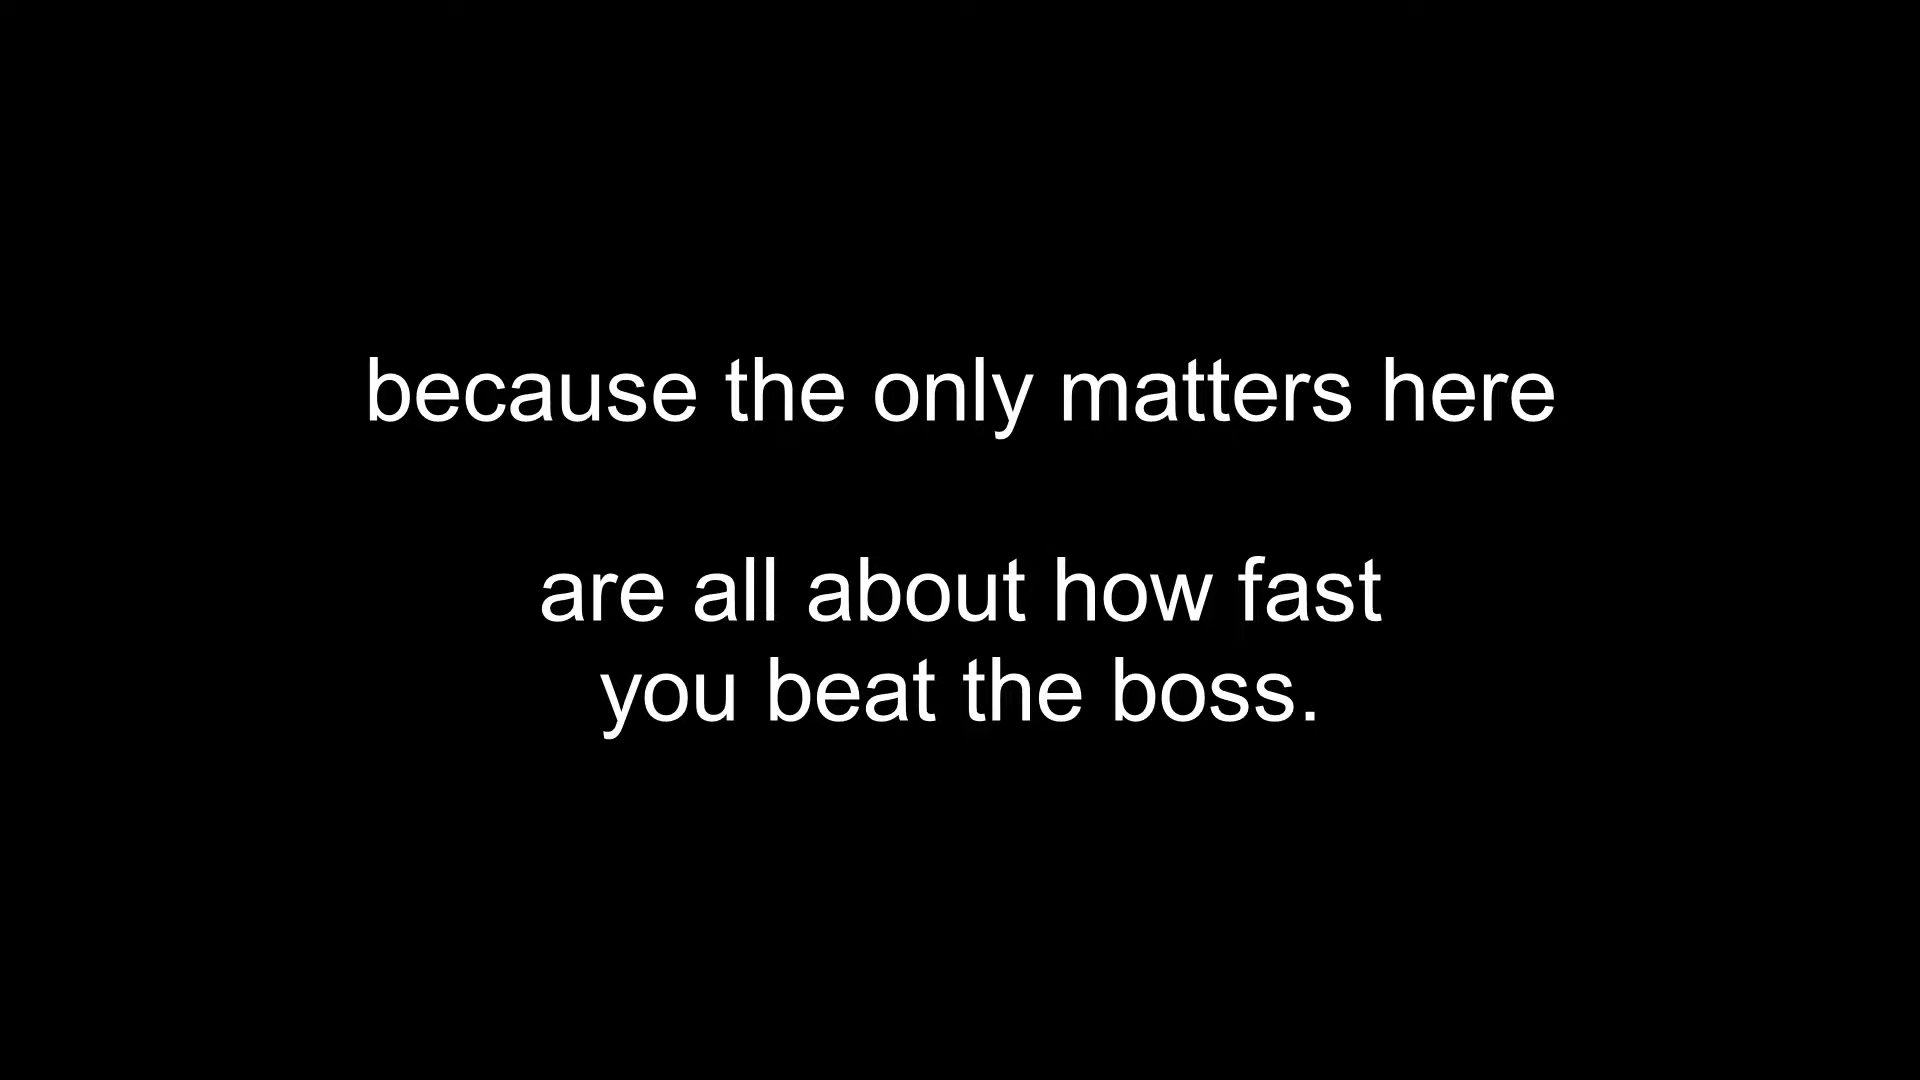 because the only matters here
are all about how fast
you beat the boss.